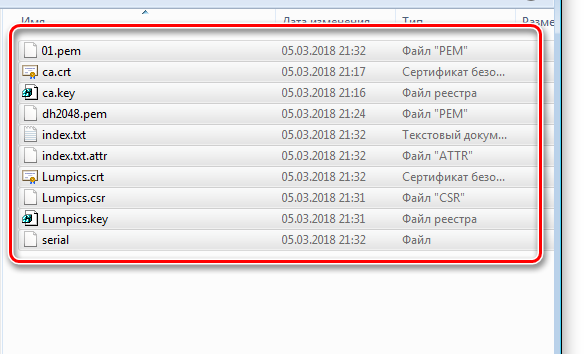 Имя Дата изменения Тип Разме
01.pem 05.03.2018 21:32 Файл "PEM"
ca.crt 05.03.2018 21:17 Сертификат безо...
ca.key 05.03.2018 21:16 Файл реестра
dh2048.pem 05.03.2018 21:24 Файл "PEM"
index.txt 05.03.2018 21:32 Текстовый докум...
index.txt.attr 05.03.2018 21:32 Файл "ATTR"
Lumpics.crt 05.03.2018 21:32 Сертификат безо...
Lumpics.csr 05.03.2018 21:31 Файл "CSR"
Lumpics.key 05.03.2018 21:31 Файл реестра
serial 05.03.2018 21:32 Файл